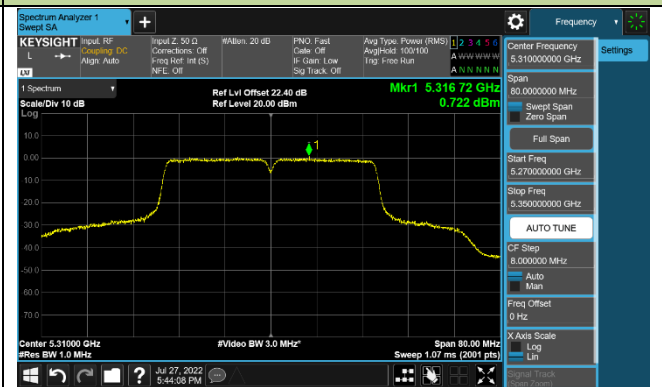 Spectrum Analyzer 1
Swept SA
+
Frequency
KEYSIGHT
L
LXI
Input: RF
Coupling: DC
Align: Auto
Input Z: 50 Ω
Corrections: Off
Freq Ref: Int (S)
NFE: Off
#Atten: 20 dB
PNO: Fast
Gate: Off
IF Gain: Low
Sig Track: Off
Avg Type: Power (RMS)
Avg|Hold: 100/100
Trig: Free Run
1 2 3 4 5 6
A W W W W W
A N N N N N
1 Spectrum
Scale/Div 10 dB
Log
Ref Lvl Offset 22.40 dB
Ref Level 20.00 dBm
Mkr1 5.316 72 GHz
0.722 dBm
10.0
0.00
1
10.0
20.0
30.0
40.0
-50.0
60.0
70.0
Center 5.31000 GHz
#Res BW 1.0 MHz
#Video BW 3.0 MHz*
Span 80.00 MHz
Sweep 1.07 ms (2001 pts)
Center Frequency
5.310000000 GHz
Settings
Span
80.0000000 MHz
Swept Span
Zero Span
Full Span
Start Freq
5.270000000 GHz
Stop Freq
5.350000000 GHz
AUTO TUNE
CF Step
8.000000 MHz
Auto
Man
Freq Offset
0 Hz
X Axis Scale
Log
Lin
Signal Track
(Span Zoom)
?
Jul 27, 2022
5:44:08 PM